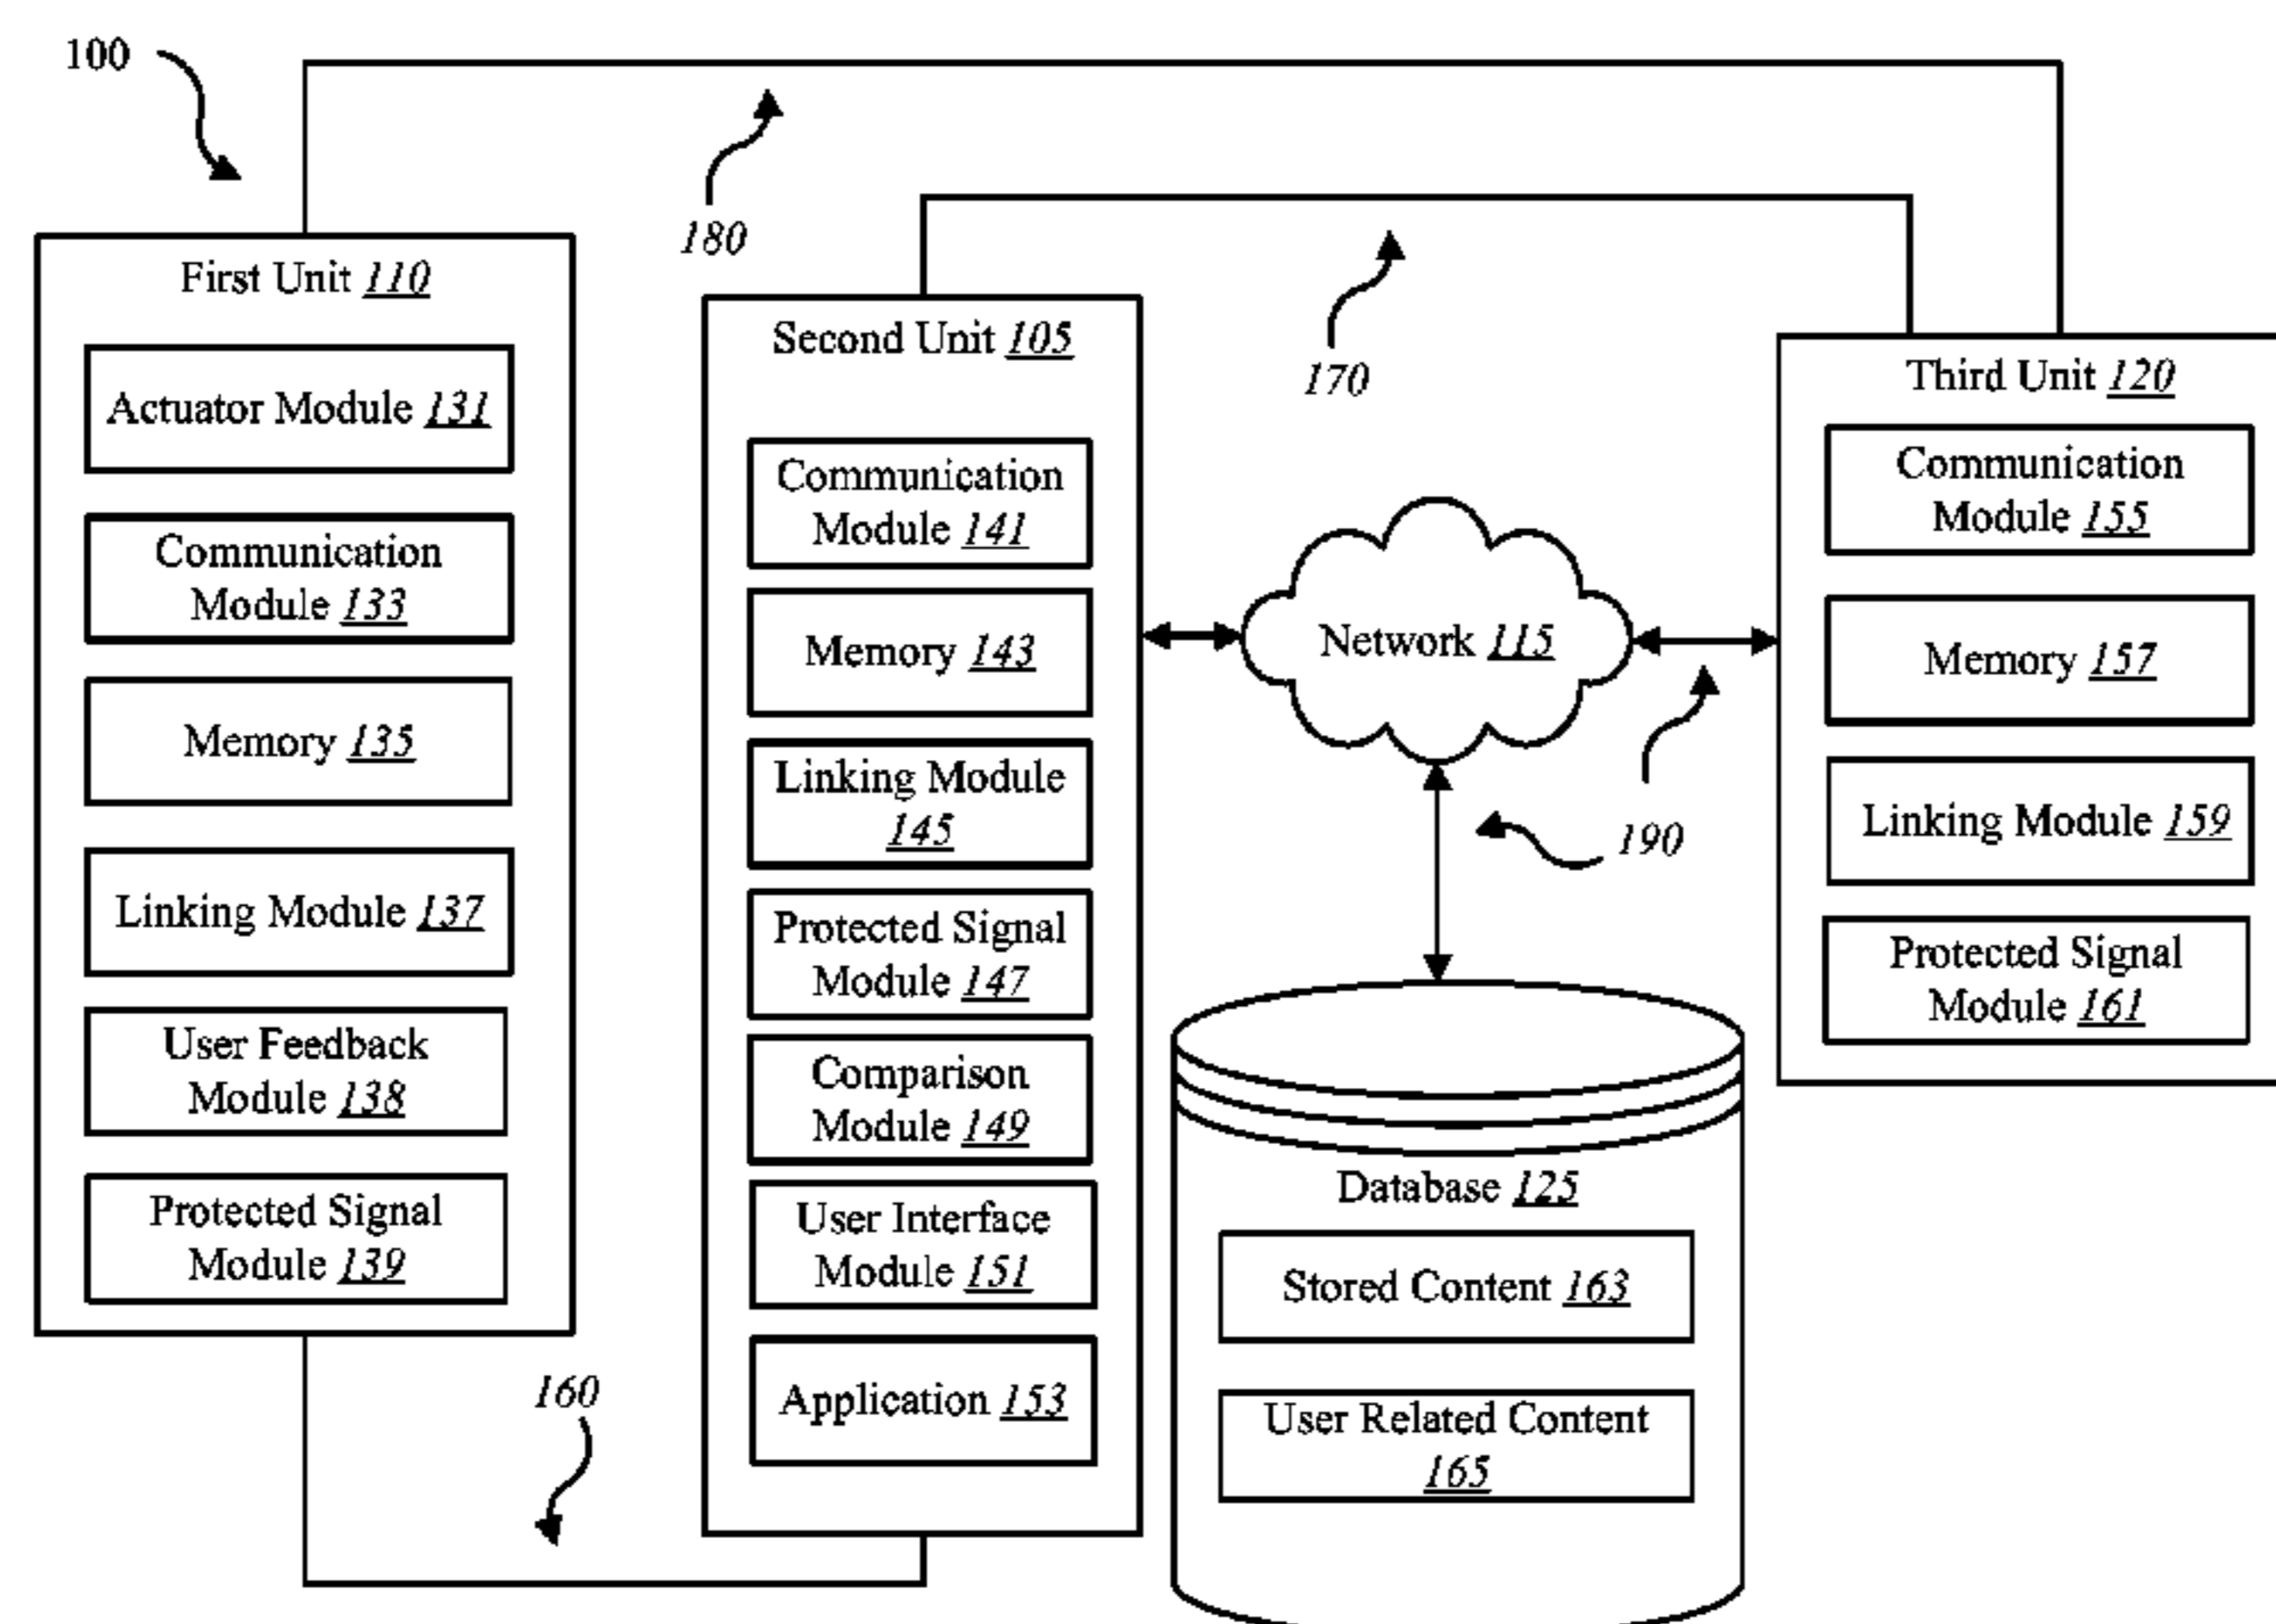 100
180
170
First Unit 110
Actuator Module 131
Communication
Module 133
Memory 135
Linking Module 137
User Feedback
Module 138
Protected Signal
Module 139
160
Second Unit 105
Communication
Module 141
Memory 143
Linking Module
145
Protected Signal
Module 147
Comparison
Module 149
User Interface
Module 151
Application 153
Network 115
190
Database 125
Stored Content 163
User Related Content
165
Third Unit 120
Communication
Module 155
Memory 157
Linking Module 159
Protected Signal
Module 161